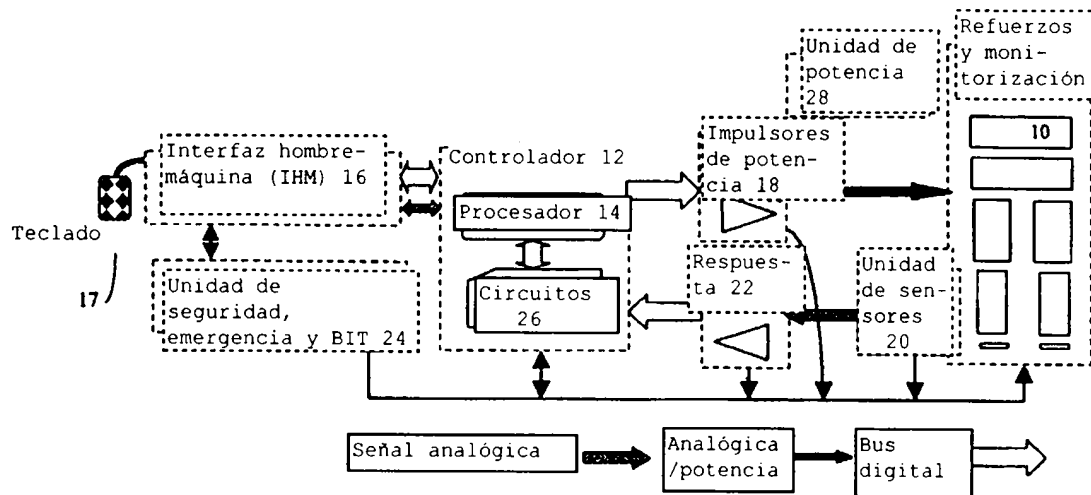 Refuerzos
y moni-
torización
10
Unidad de
potencia
28
Impulsores
de poten-
cia 18
Interfaz hombre-
máquina (IHM) 16
Controlador 12
Procesador 14
Circuitos
26
Teclado
17
Unidad de
seguridad,
emergencia y BIT 24
Respues-
ta 22
Unidad
de sen-
sores
20
Señal analógica
Analógica
/potencia
Bus
digital